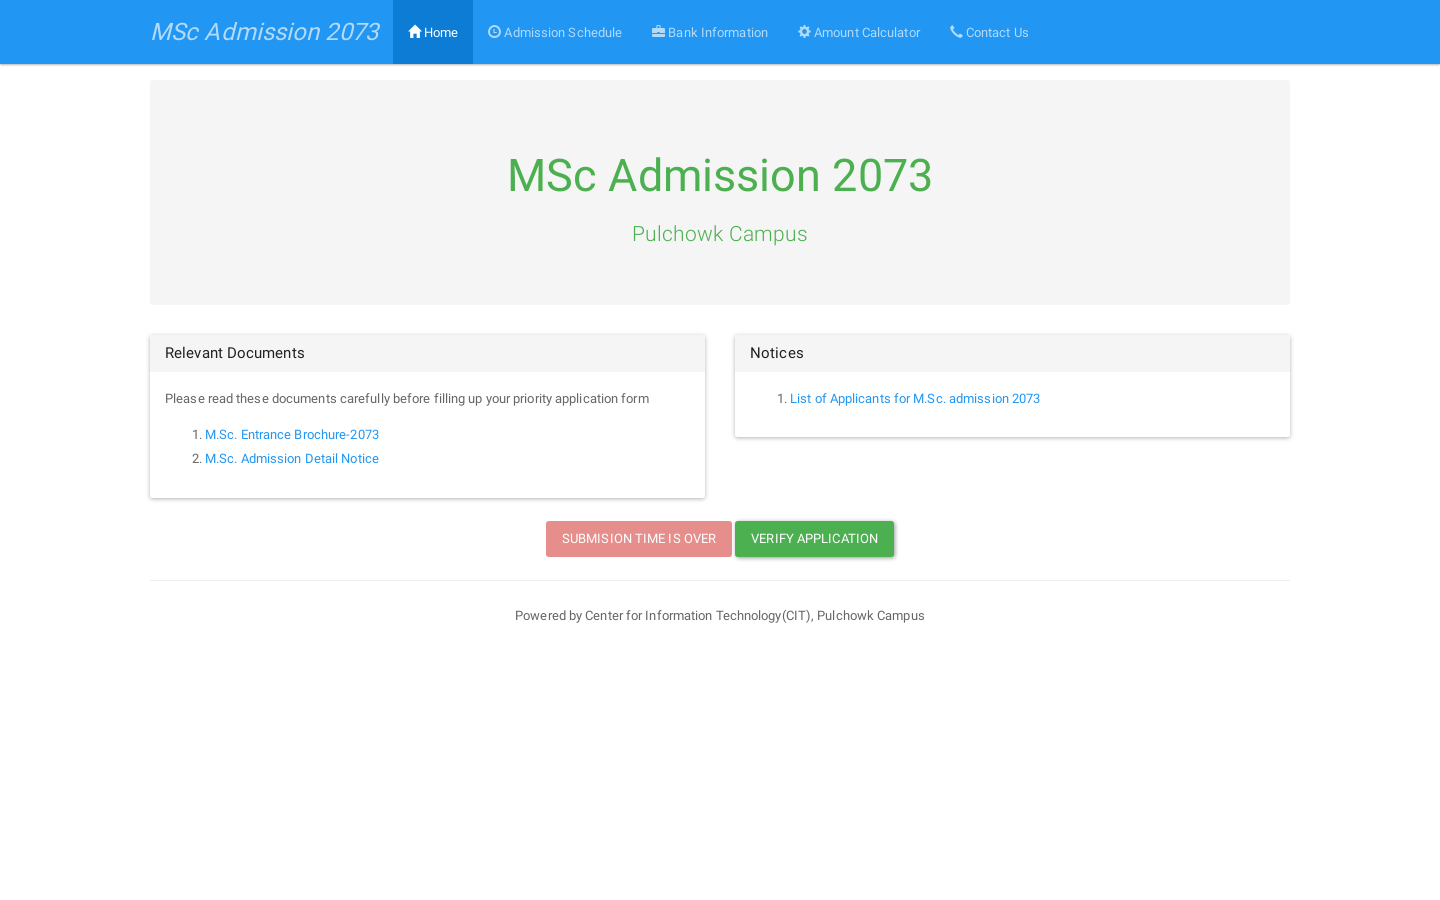 MSc Admission 2073
Home
Admission Schedule
Bank Information
Amount Calculator
Contact Us
MSc Admission 2073
Pulchowk Campus
Relevant Documents
Please read these documents carefully before filling up your priority application form
1. M.Sc. Entrance Brochure-2073
2. M.Sc. Admission Detail Notice
Notices
1. List of Applicants for M.Sc. admission 2073
SUBMISION TIME IS OVER
VERIFY APPLICATION
Powered by Center for Information Technology(CIT), Pulchowk Campus